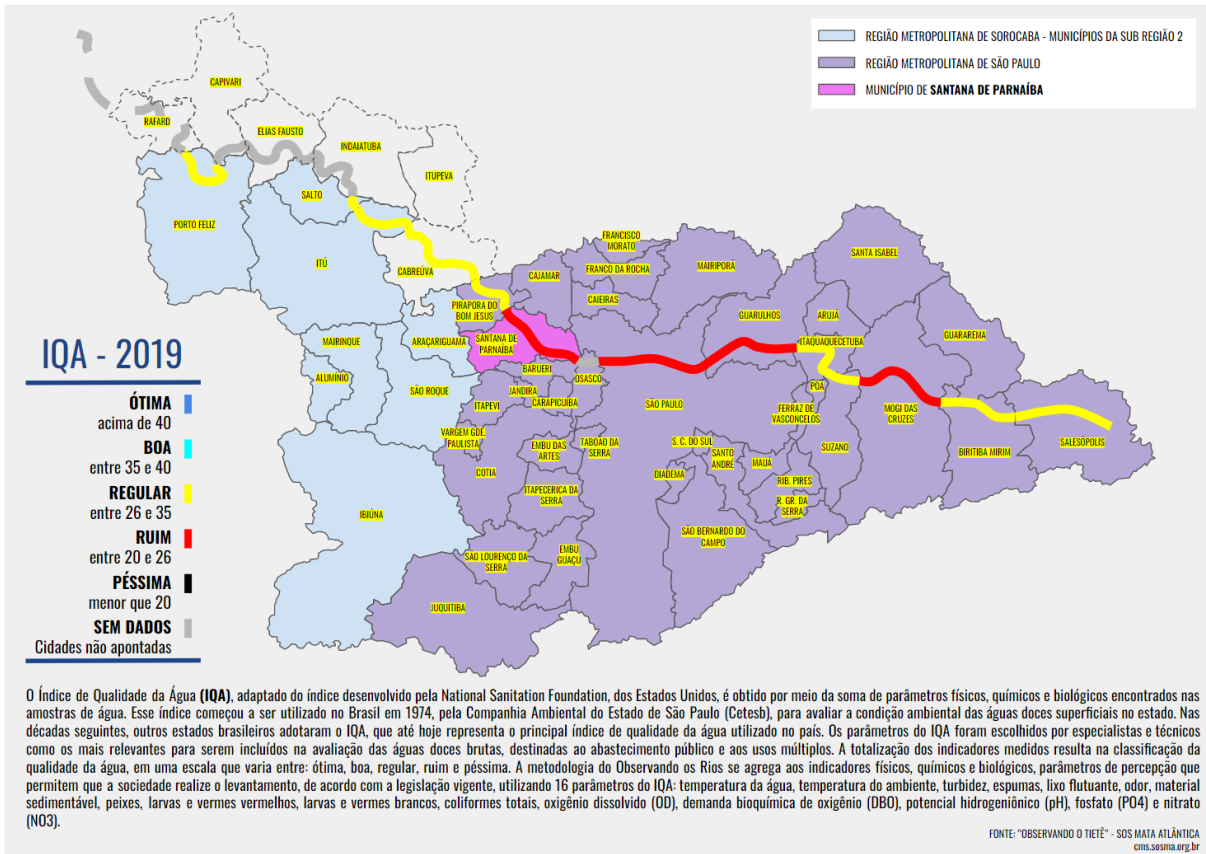 REGIÃO METROPOLITANA DE SOROCABA - MUNICÍPIOS DA SUB REGIÃO 2
REGIÃO METROPOLITANA DE SÃO PAULO
MUNICÍPIO DE SANTANA DE PARNAÍBA
CAPIVARI
RAFARD
ELIAS FAUSTO
INDAIATUBA
ITUPEVA
SALTO
PORTO FELIZ
ITÚ
CABREÚVA
FRANCISCO
MORATO
SANTA ISABEL
CAJAMAR
FRANCO DA ROCHA
MAIRIPORÃ
CAIEIRAS
PIRAPORA DO
BOM JESUS
GUARULHOS
ARUJÁ
GUARAREMA
MAIRINQUE
ARAÇARIGUAMA
SANTANA DE
PARNAÍBA
ITAQUAQUECETUBA
BARUERI
OSASCO
ALUMÍNIO
SÃO ROQUE
JANDIRA
CARAPICUIBA
ITAPEVI
SÃO PAULO
POA
FERRAZ DE
VASCONCELOS
MOGI DAS
CRUZES
VARGEM GDE.
PAULISTA
EMBU DAS
ARTES
TABOAO DA
SERRA
S. C. DO SUL
SANTO
ANDRÉ
MAUÁ
SUZANO
BIRITIBA MIRIM
SALESÓPOLIS
COTIA
DIADEMA
RIB. PIRES
ITAPECERICA DA
SERRA
R. GR. DA
SERRA
IBIÚNA
SÃO BERNARDO DO
CAMPO
SAO LOURENÇO DA
SERRA
EMBU
GUAÇU
JUQUITIBA
IQA - 2019
ÓTIMA
acima de 40
BOA
entre 35 e 40
REGULAR
entre 26 e 35
RUIM
entre 20 e 26
PÉSSIMA
menor que 20
SEM DADOS
Cidades não apontadas
O Índice de Qualidade da Água (IQA), adaptado do índice desenvolvido pela National Sanitation Foundation, dos Estados Unidos, é obtido por meio da soma de parâmetros físicos, químicos e biológicos encontrados nas
amostras de água. Esse índice começou a ser utilizado no Brasil em 1974, pela Companhia Ambiental do Estado de São Paulo (Cetesb), para avaliar a condição ambiental das águas doces superficiais no estado. Nas
décadas seguintes, outros estados brasileiros adotaram o IQA, que até hoje representa o principal índice de qualidade da água utilizado no país. Os parâmetros do IQA foram escolhidos por especialistas e técnicos
como os mais relevantes para serem incluídos na avaliação das águas doces brutas, destinadas ao abastecimento público e aos usos múltiplos. A totalização dos indicadores medidos resulta na classificação da
qualidade da água, em uma escala que varia entre: ótima, boa, regular, ruim e péssima. A metodologia do Observando os Rios se agrega aos indicadores físicos, químicos e biológicos, parâmetros de percepção que
permitem que a sociedade realize o levantamento, de acordo com a legislação vigente, utilizando 16 parâmetros do IQA: temperatura da água, temperatura do ambiente, turbidez, espumas, lixo flutuante, odor, material
sedimentável, peixes, larvas e vermes vermelhos, larvas e vermes brancos, coliformes totais, oxigênio dissolvido (OD), demanda bioquímica de oxigênio (DBO), potencial hidrogeniônico (pH), fosfato (PO4) e nitrato
(NO3).
FONTE: "OBSERVANDO O TIETÊ" - SOS MATA ATLÂNTICA
cms.sosma.org.br